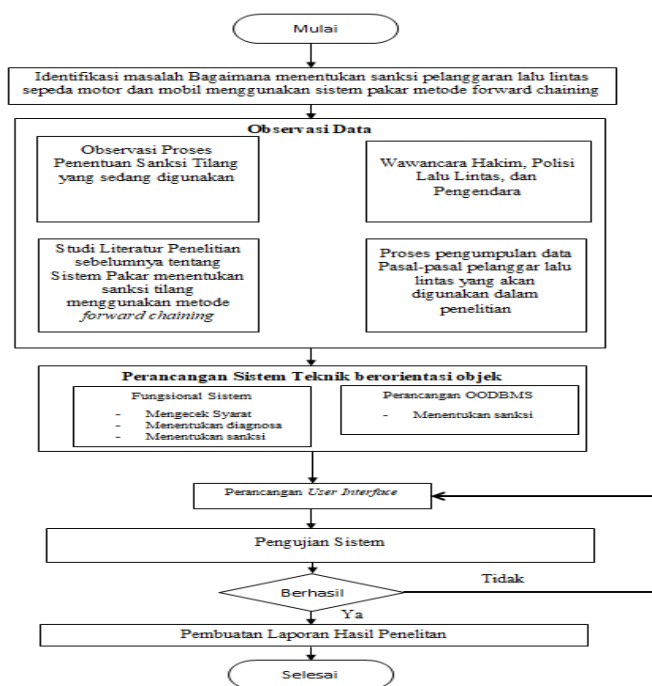 Mulai
Identifikasi masalah Bagaimana menentukan sanksi pelanggaran lalu lintas
sepeda motor dan mobil menggunakan sistem pakar metode forward chaining
Observasi Data
Observasi Proses
Penentuan Sanksi Tilang
yang sedang digunakan
Wawancara Hakim, Polisi
Lalu Lintas, dan
Pengendara
Studi Literatur Penelitian
sebelumnya tentang
Sistem Pakar menentukan
sanksi tilang
menggunakan metode
forward chaining
Proses pengumpulan data
Pasal-pasal pelanggar lalu
lintas yang akan
digunakan dalam
penelitian
Perancangan Sistem Teknik berorientasi objek
Fungsional Sistem
- Mengecek Syarat
- Menentukan diagnosa
- Menentukan sanksi
Perancangan OODBMS
- Menentukan sanksi
Perancangan User Interface
Pengujian Sistem
Berhasil
Tidak
Ya
Pembuatan Laporan Hasil Penelitan
Selesai